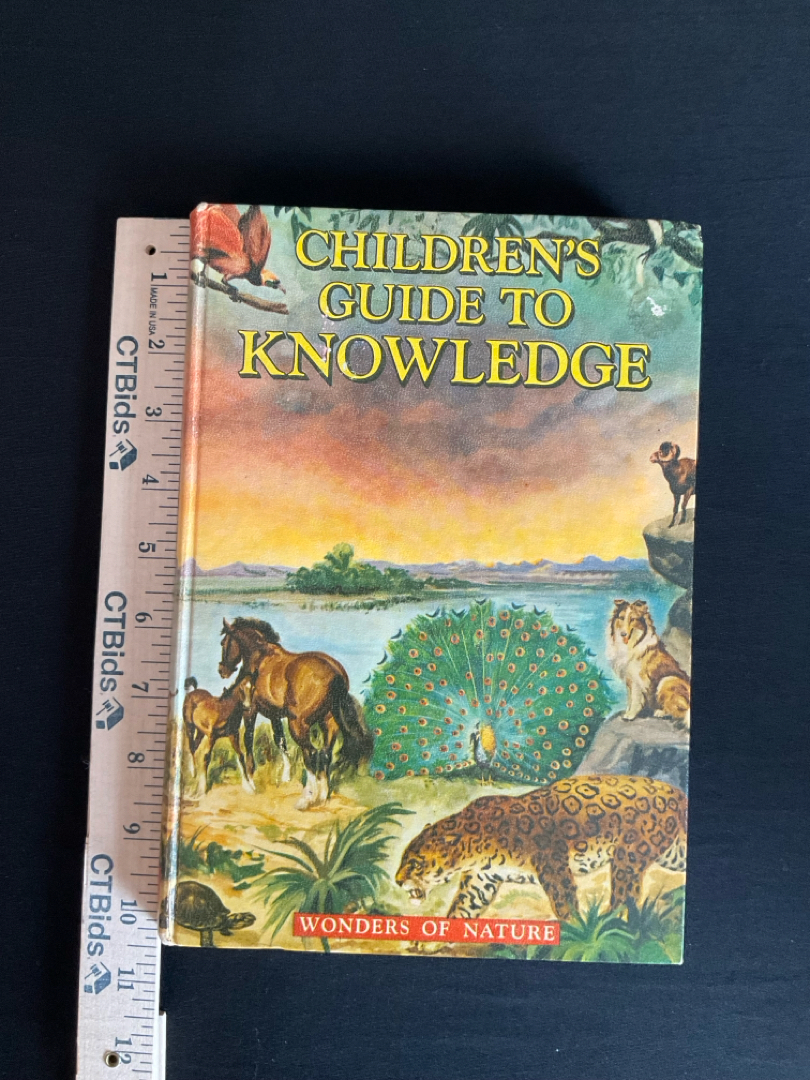 CHILDREN'S
GUIDE TO
KNOWLEDGE
WONDERS OF NATURE
1
MADE IN USA
2
CTBids
3
4
5
6
CTBids
7
8
9
CTBids
10
11
12